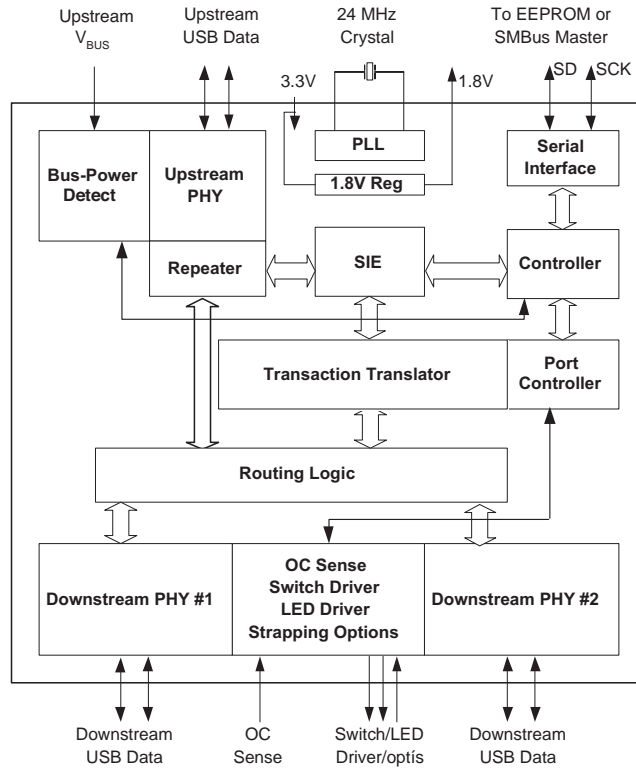 Upstream
VBUS
Upstream
USB Data
24 MHz
Crystal
To EEPROM or
SMBus Master
3.3V
1.8V
SD
SCK
Bus-Power
Detect
Upstream
PHY
PLL
1.8V Reg
Serial
Interface
Repeater
SIE
Controller
Transaction Translator
Port
Controller
Routing Logic
Downstream PHY #1
OC Sense
Switch Driver
LED Driver
Strapping Options
Downstream PHY #2
Downstream
USB Data
OC
Sense
Switch/LED
Driver/optís
Downstream
USB Data